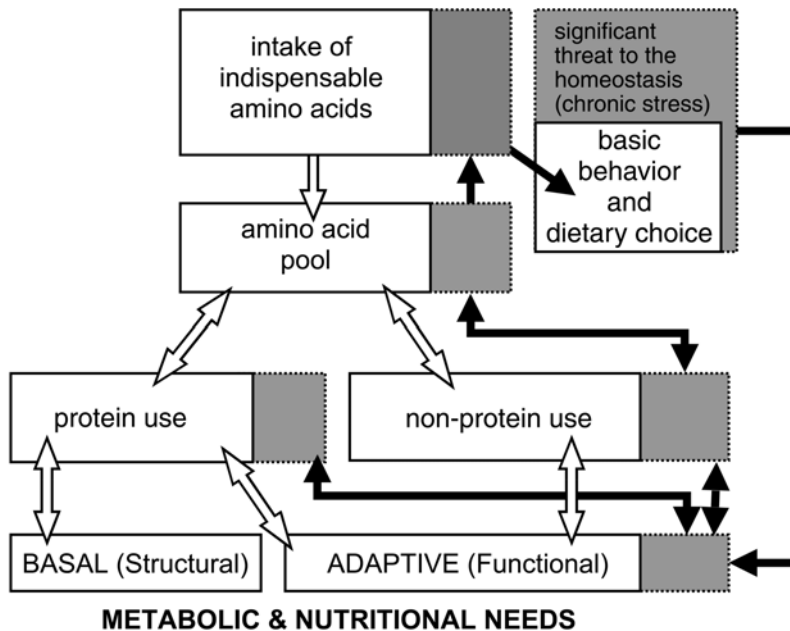 intake of
indispensable
amino acids
significant
threat to the
homeostasis
(chronic stress)
basic
behavior
and
dietary choice
amino acid
pool
protein use
non-protein use
BASAL (Structural)
ADAPTIVE (Functional)
METABOLIC & NUTRITIONAL NEEDS